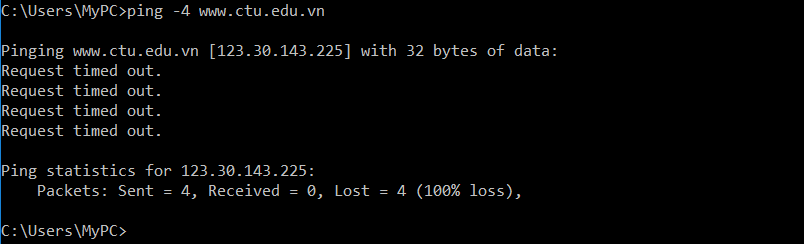 C:\Users\MyPC>ping -4 www.ctu.edu.vn
Pinging www.ctu.edu.vn [123.30.143.225] with 32 bytes of data:
Request timed out.
Request timed out.
Request timed out.
Request timed out.
Ping statistics for 123.30.143.225:
    Packets: Sent = 4, Received = 0, Lost = 4 (100% loss),
C:\Users\MyPC>